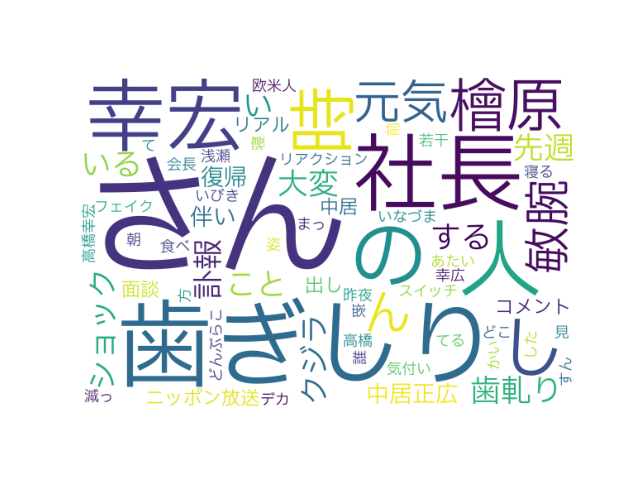 欧米人
幸宏
い
リアル
由
元気
檜原
前
若干
先週
いる
会長
浅瀬
いびき
復帰
寝
リアクション
大変
社長
寝る
フェイク
高橋幸宏
さん
伴い
中居
の
人
敏腕
朝
食べ
まっ
いなづま
する
あたい
幸広
訃報
こと
出し
昨夜
ん
スイッチ
コメント
ショック
面談
方
歯ぎしり
し
どんぶらこ
クジラ
嵌
高橋
誰
てる
どこ
かい
した
見
すん
減っ
ニッポン放送
デカ
気付い
中居正広
歯軋り
て